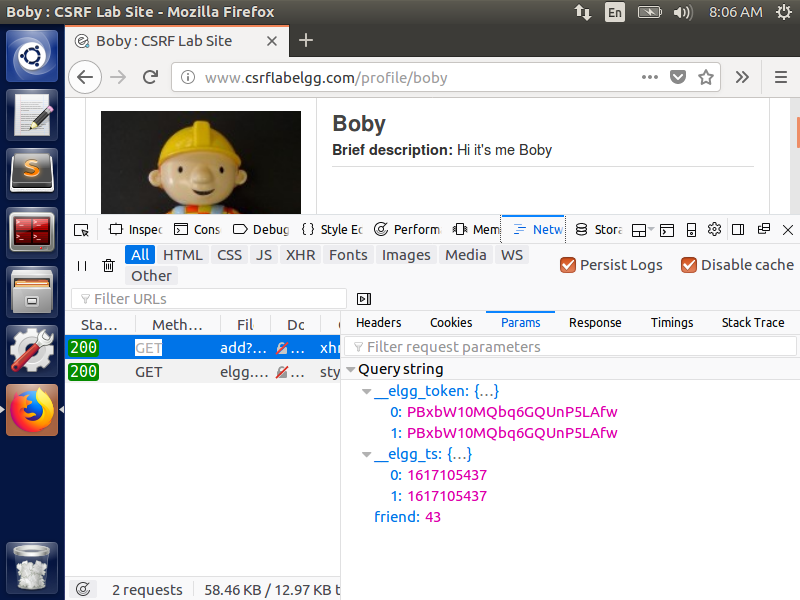 Boby : CSRF Lab Site - Mozilla Firefox
En
8:06 AM
Boby : CSRF Lab Site
www.csrflabelgg.com/profile/boby
Boby
Brief description: Hi it's me Boby
Inspec
Cons
Debug
{ } Style Ed
Perform
Mem
Netw
Stora
All HTML CSS JS XHR Fonts Images Media WS
Other
Persist Logs
Disable cache
Filter URLs
Sta… Meth… Fil Do
Headers Cookies Params Response Timings Stack Trace
200 GET add?… … xhr
Filter request parameters
200 GET elgg.… … sty
Query string
__elgg_token: {…}
0: PBxbW10MQbq6GQUnP5LAfw
1: PBxbW10MQbq6GQUnP5LAfw
__elgg_ts: {…}
0: 1617105437
1: 1617105437
friend: 43
2 requests
58.46 KB / 12.97 KB t